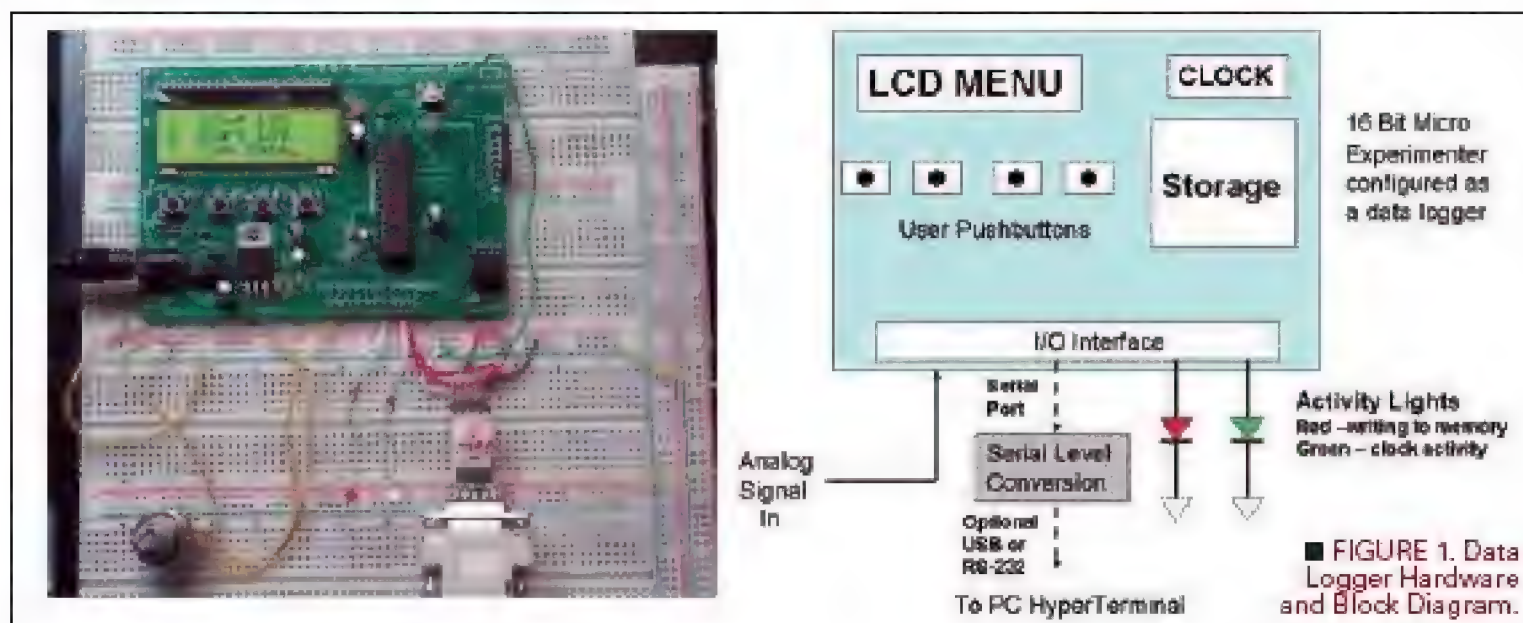 LCD MENU
CLOCK
Storage
User Pushbuttons
I/O Interface
16 Bit Micro
Experimenter
configured as
a data logger
Analog
Signal
In
Serial
Port
Serial Level
Conversion
Optional
USB or
RS-232
To PC HyperTerminal
Activity Lights
Red –writing to memory
Green – clock activity
■ FIGURE 1. Data
Logger Hardware
and Block Diagram.